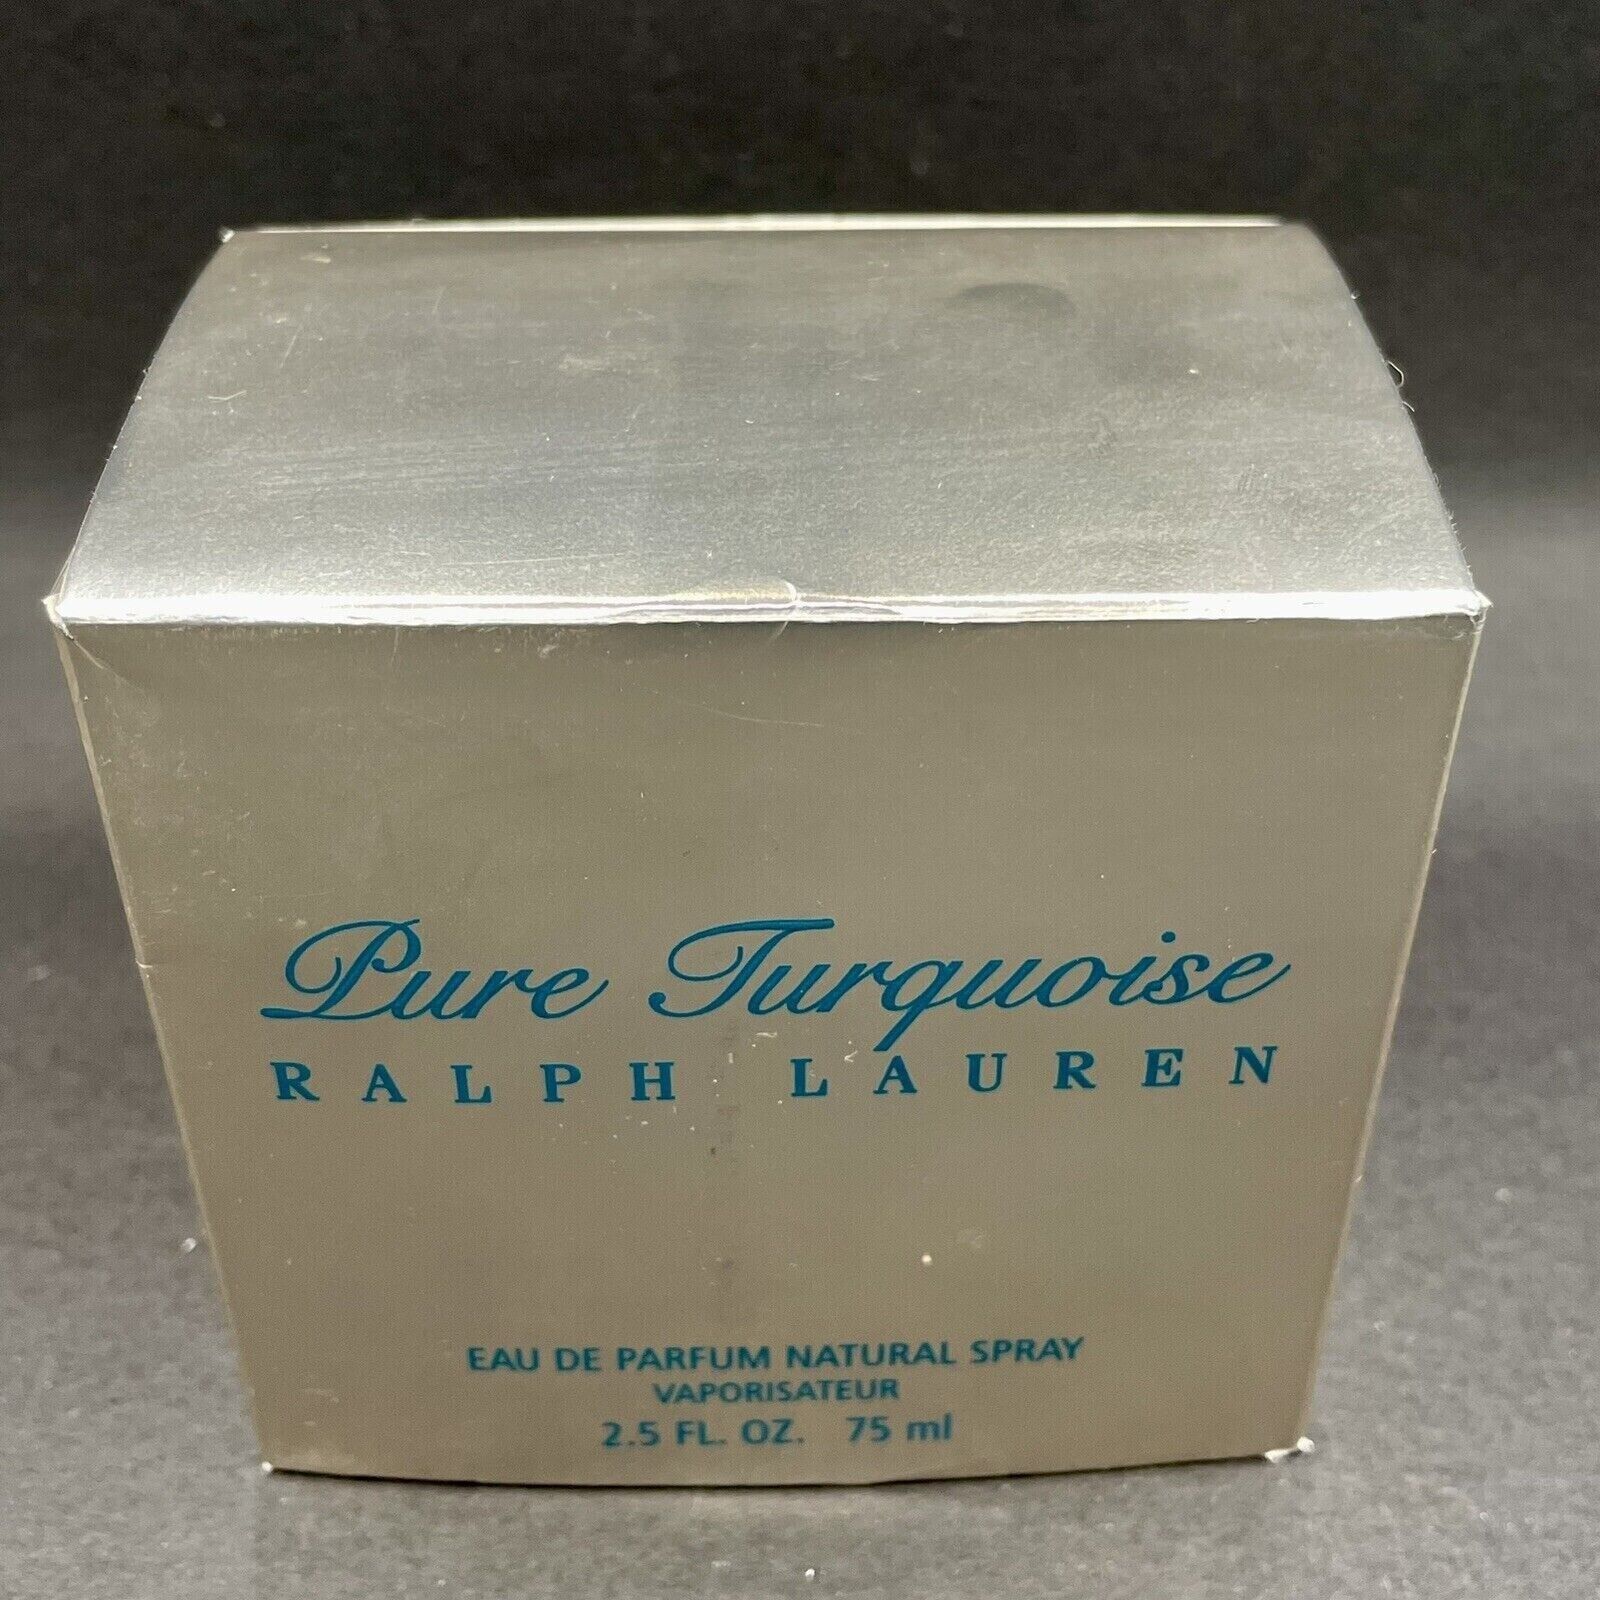 Pure Turquoise
RALPH LAUREN
EAU DE PARFUM NATURAL SPRAY
VAPORISATEUR
2.5 FL. OZ. 75 ml